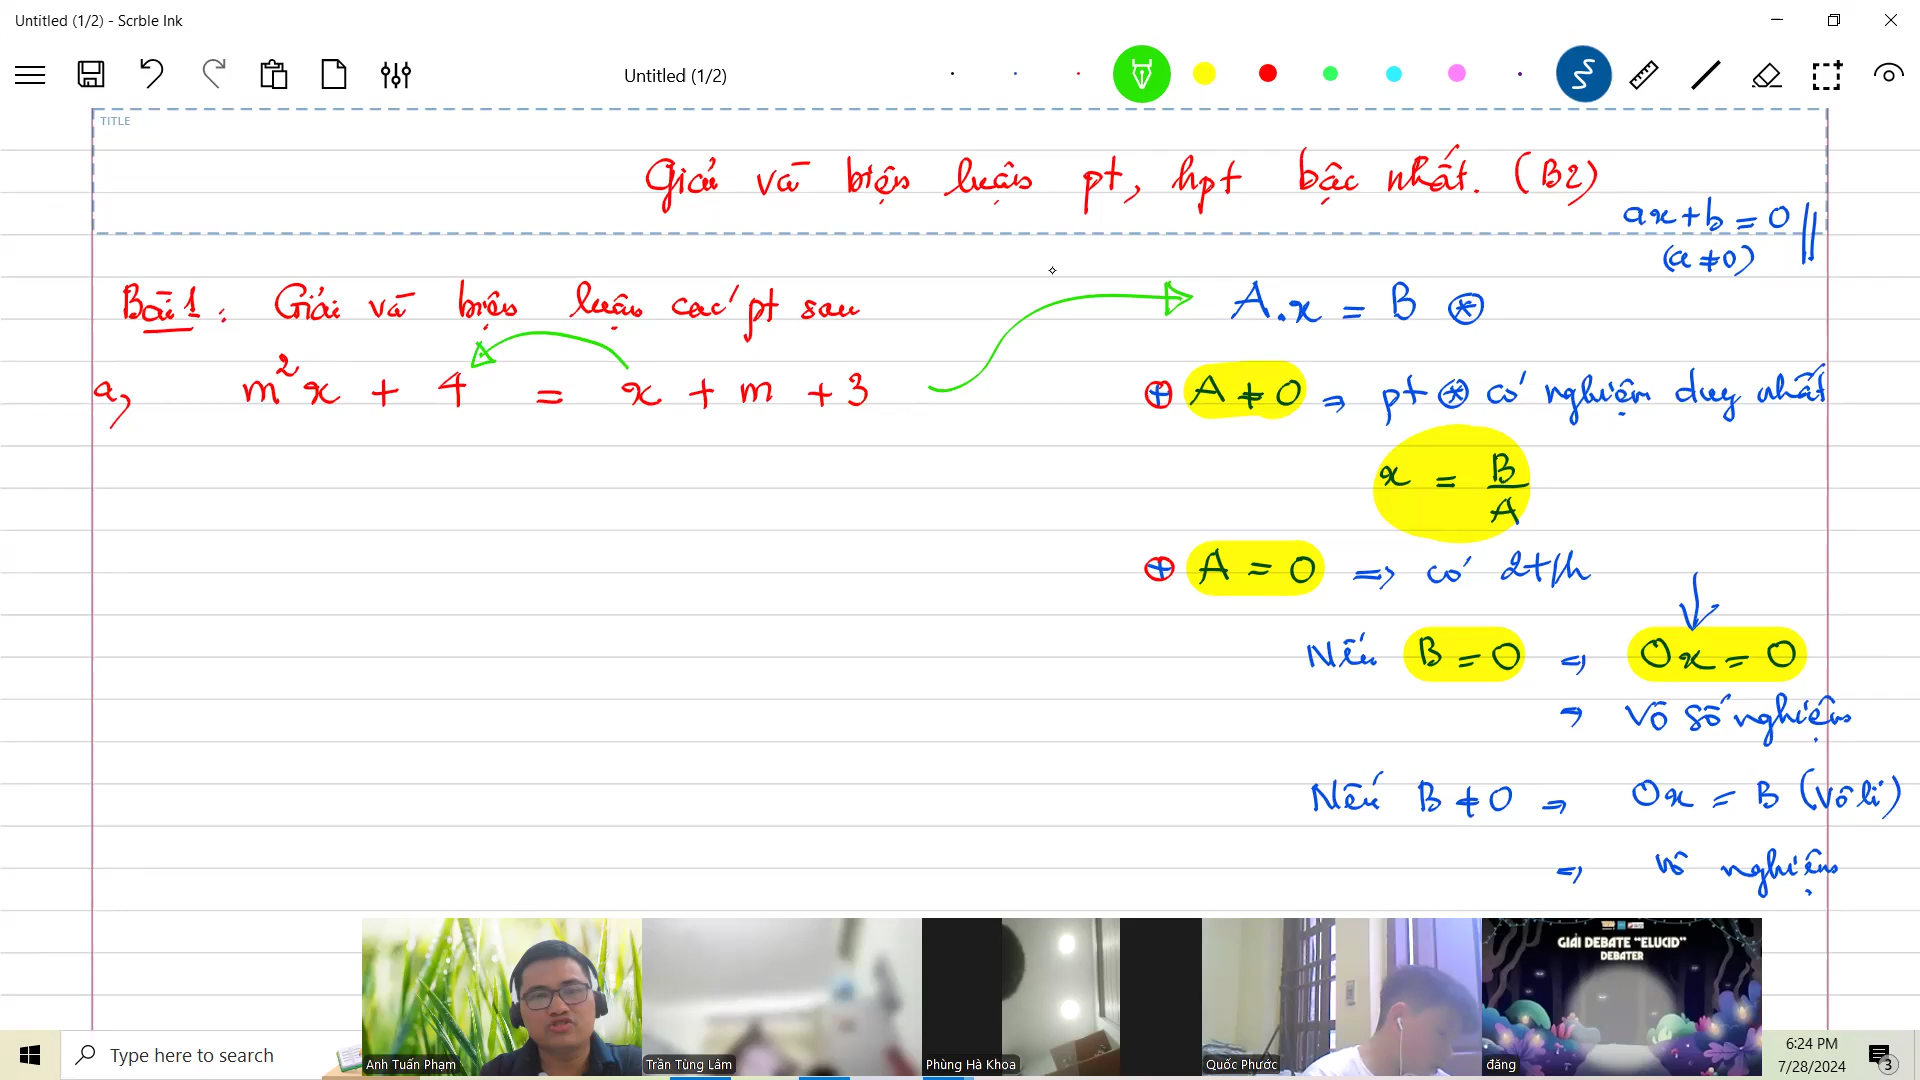 Untitled (1/2) - Scrble Ink
Untitled (1/2)
TITLE
Giải và biện luận pt, hpt bậc nhất. (B2)
ax+b = 0
(a ≠ 0)
Bài 1 : Giải và biện luận các pt sau
A.x = B ⊛
a, m²x + 4 = x + m + 3
⊕ A ≠ 0 => pt ⊛ có nghiệm duy nhất
x = B/A
⊕ A = 0 => có 2t/h
Nếu B = 0 => 0x = 0
=> Vô số nghiệm
Nếu B ≠ 0 => 0x = B (Vô lí)
=> Vô nghiệm
GIẢI DEBATE "ELUCID"
DEBATER
Anh Tuấn Phạm
Trần Tùng Lâm
Phùng Hà Khoa
Quốc Phước
đăng
Type here to search
6:24 PM
7/28/2024
3